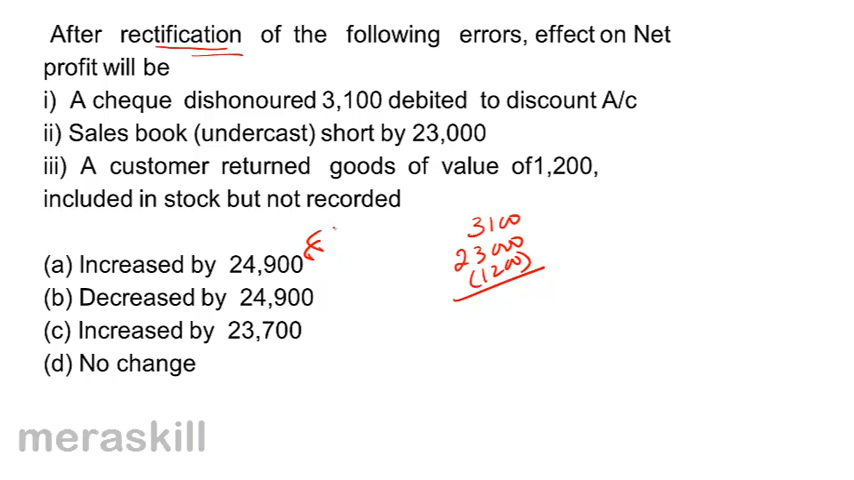 After rectification of the following errors, effect on Net
profit will be
i) A cheque dishonoured 3,100 debited to discount A/c
ii) Sales book (undercast) short by 23,000
iii) A customer returned goods of value of1,200,
included in stock but not recorded
(a) Increased by 24,900
(b) Decreased by 24,900
(c) Increased by 23,700
(d) No change
3100
23000
(1200)
meraskill